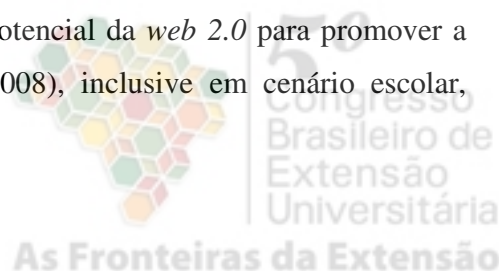 otencial da web 2.0 para promover a
008), inclusive em cenário escolar,
5º
Congresso
Brasileiro de
Extensão
Universitária
As Fronteiras da Extensão